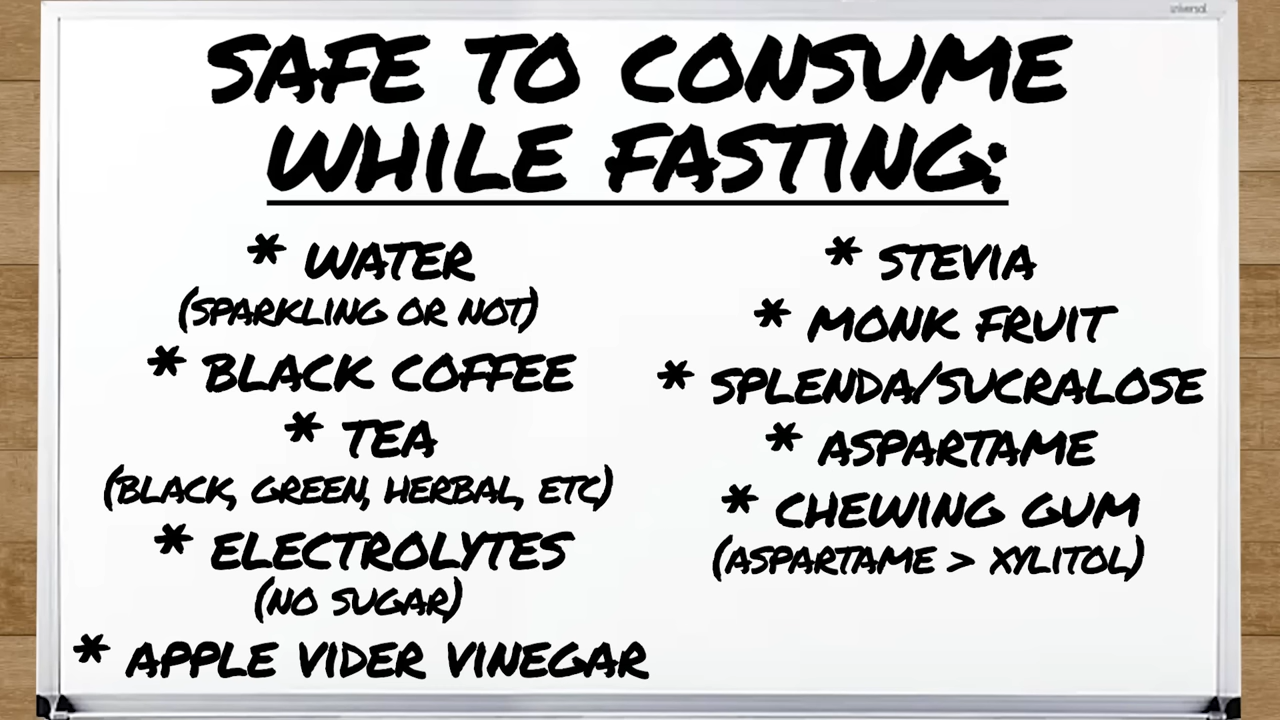 universal
SAFE TO CONSUME
WHILE FASTING:
* WATER
(SPARKLING OR NOT)
* BLACK COFFEE
* TEA
(BLACK, GREEN, HERBAL, ETC)
* ELECTROLYTES
(NO SUGAR)
* APPLE VIDER VINEGAR
* STEVIA
* MONK FRUIT
* SPLENDA/SUCRALOSE
* ASPARTAME
* CHEWING GUM
(ASPARTAME > XYLITOL)